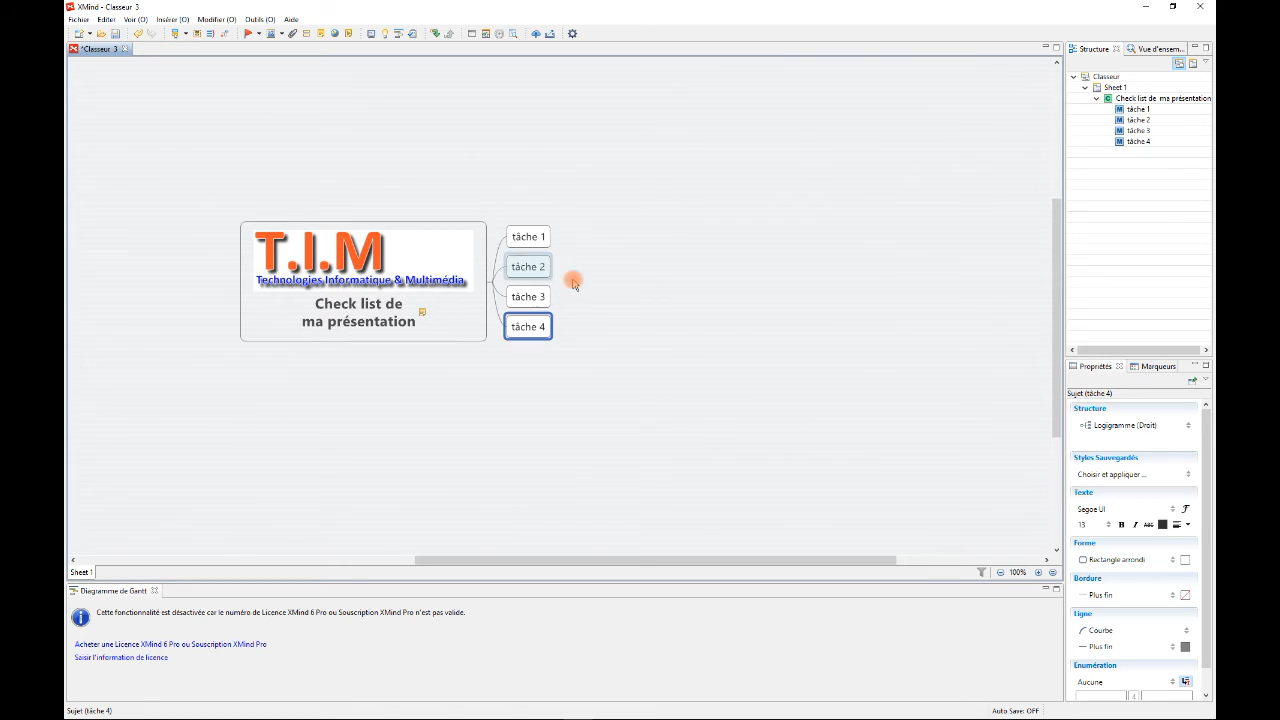 XMind - Classeur 3
Fichier Editer Voir (O) Insérer (O) Modifier (O) Outils (O) Aide
*Classeur 3
Structure
Vue d'ensem...
Classeur
Sheet 1
Check list de ma présentation
tâche 1
tâche 2
tâche 3
tâche 4
T.I.M
Technologies Informatique & Multimédia
Check list de
ma présentation
tâche 1
tâche 2
tâche 3
tâche 4
Propriétés
Marqueurs
Sujet (tâche 4)
Structure
Logigramme (Droit)
Styles Sauvegardés
Choisir et appliquer ...
Texte
Segoe UI
13 B I ABC
Forme
Rectangle arrondi
Bordure
Plus fin
Ligne
Courbe
Plus fin
Enumération
Aucune
Sheet 1
100%
Diagramme de Gantt
Cette fonctionnalité est désactivée car le numéro de Licence XMind 6 Pro ou Souscription XMind Pro n'est pas valide.
Acheter une Licence XMind 6 Pro ou Souscription XMind Pro
Saisir l'information de licence
Sujet (tâche 4)
Auto Save: OFF